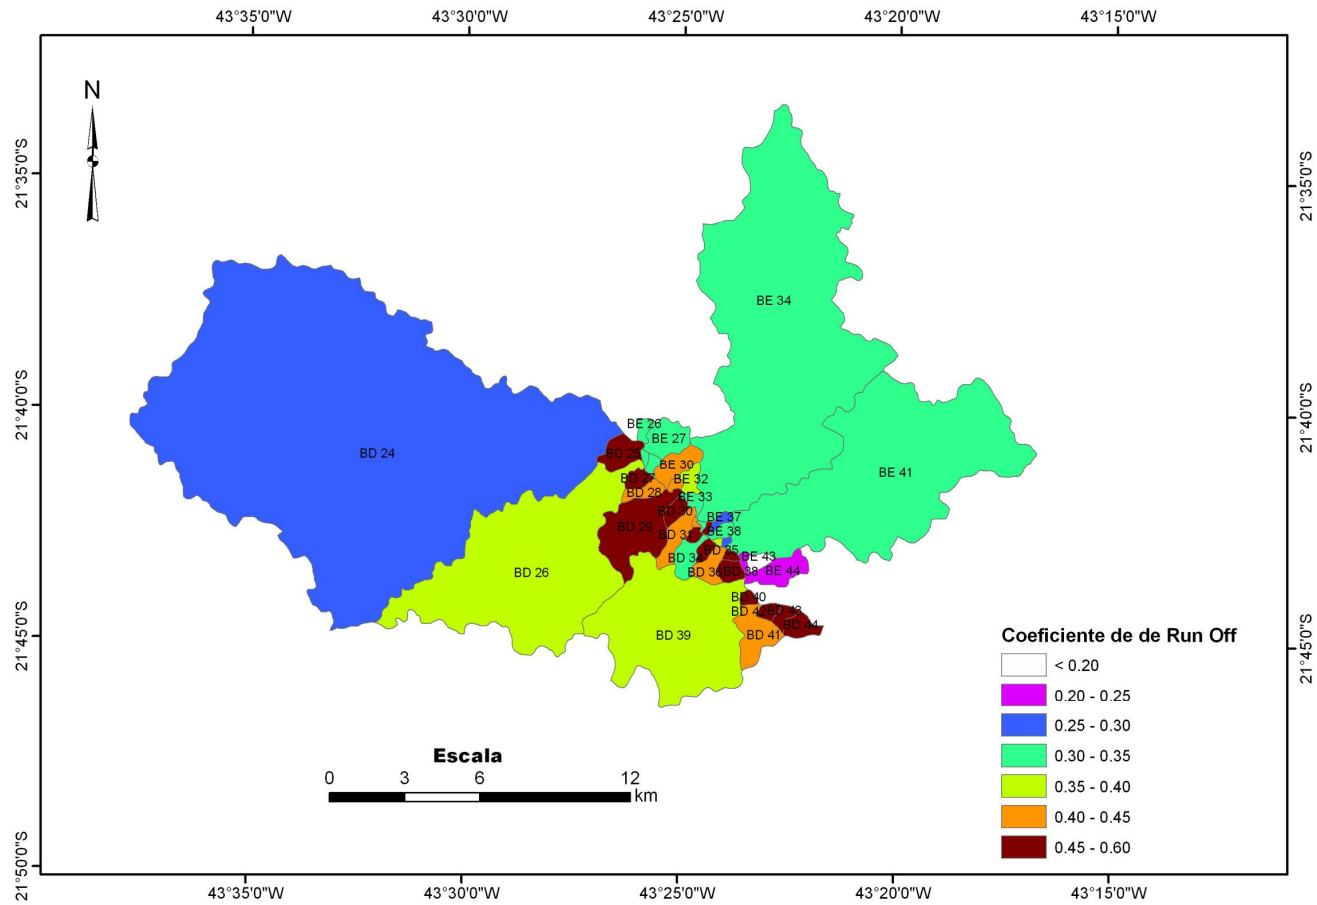 43°35'0"W 43°30'0"W 43°25'0"W 43°20'0"W 43°15'0"W
N
21°35'0"S
21°35'0"S
BE 34
21°40'0"S
21°40'0"S
BE 26
BE 27
BD 24
BD 25
BE 30
BE 41
BD 27
BE 32
BD 28
BE 33
BD 30
BE 37
BD 29
BE 38
BD 31
BD 35
BD 34
BE 43
BD 26
BD 36
BD 38
BE 44
BD 40
BD 42
BD 43
BD 44
BD 39
BD 41
21°45'0"S
21°45'0"S
Coeficiente de de Run Off
< 0.20
0.20 - 0.25
0.25 - 0.30
0.30 - 0.35
0.35 - 0.40
0.40 - 0.45
0.45 - 0.60
Escala
0 3 6 12
km
21°50'0"S
21°50'0"S
43°35'0"W 43°30'0"W 43°25'0"W 43°20'0"W 43°15'0"W